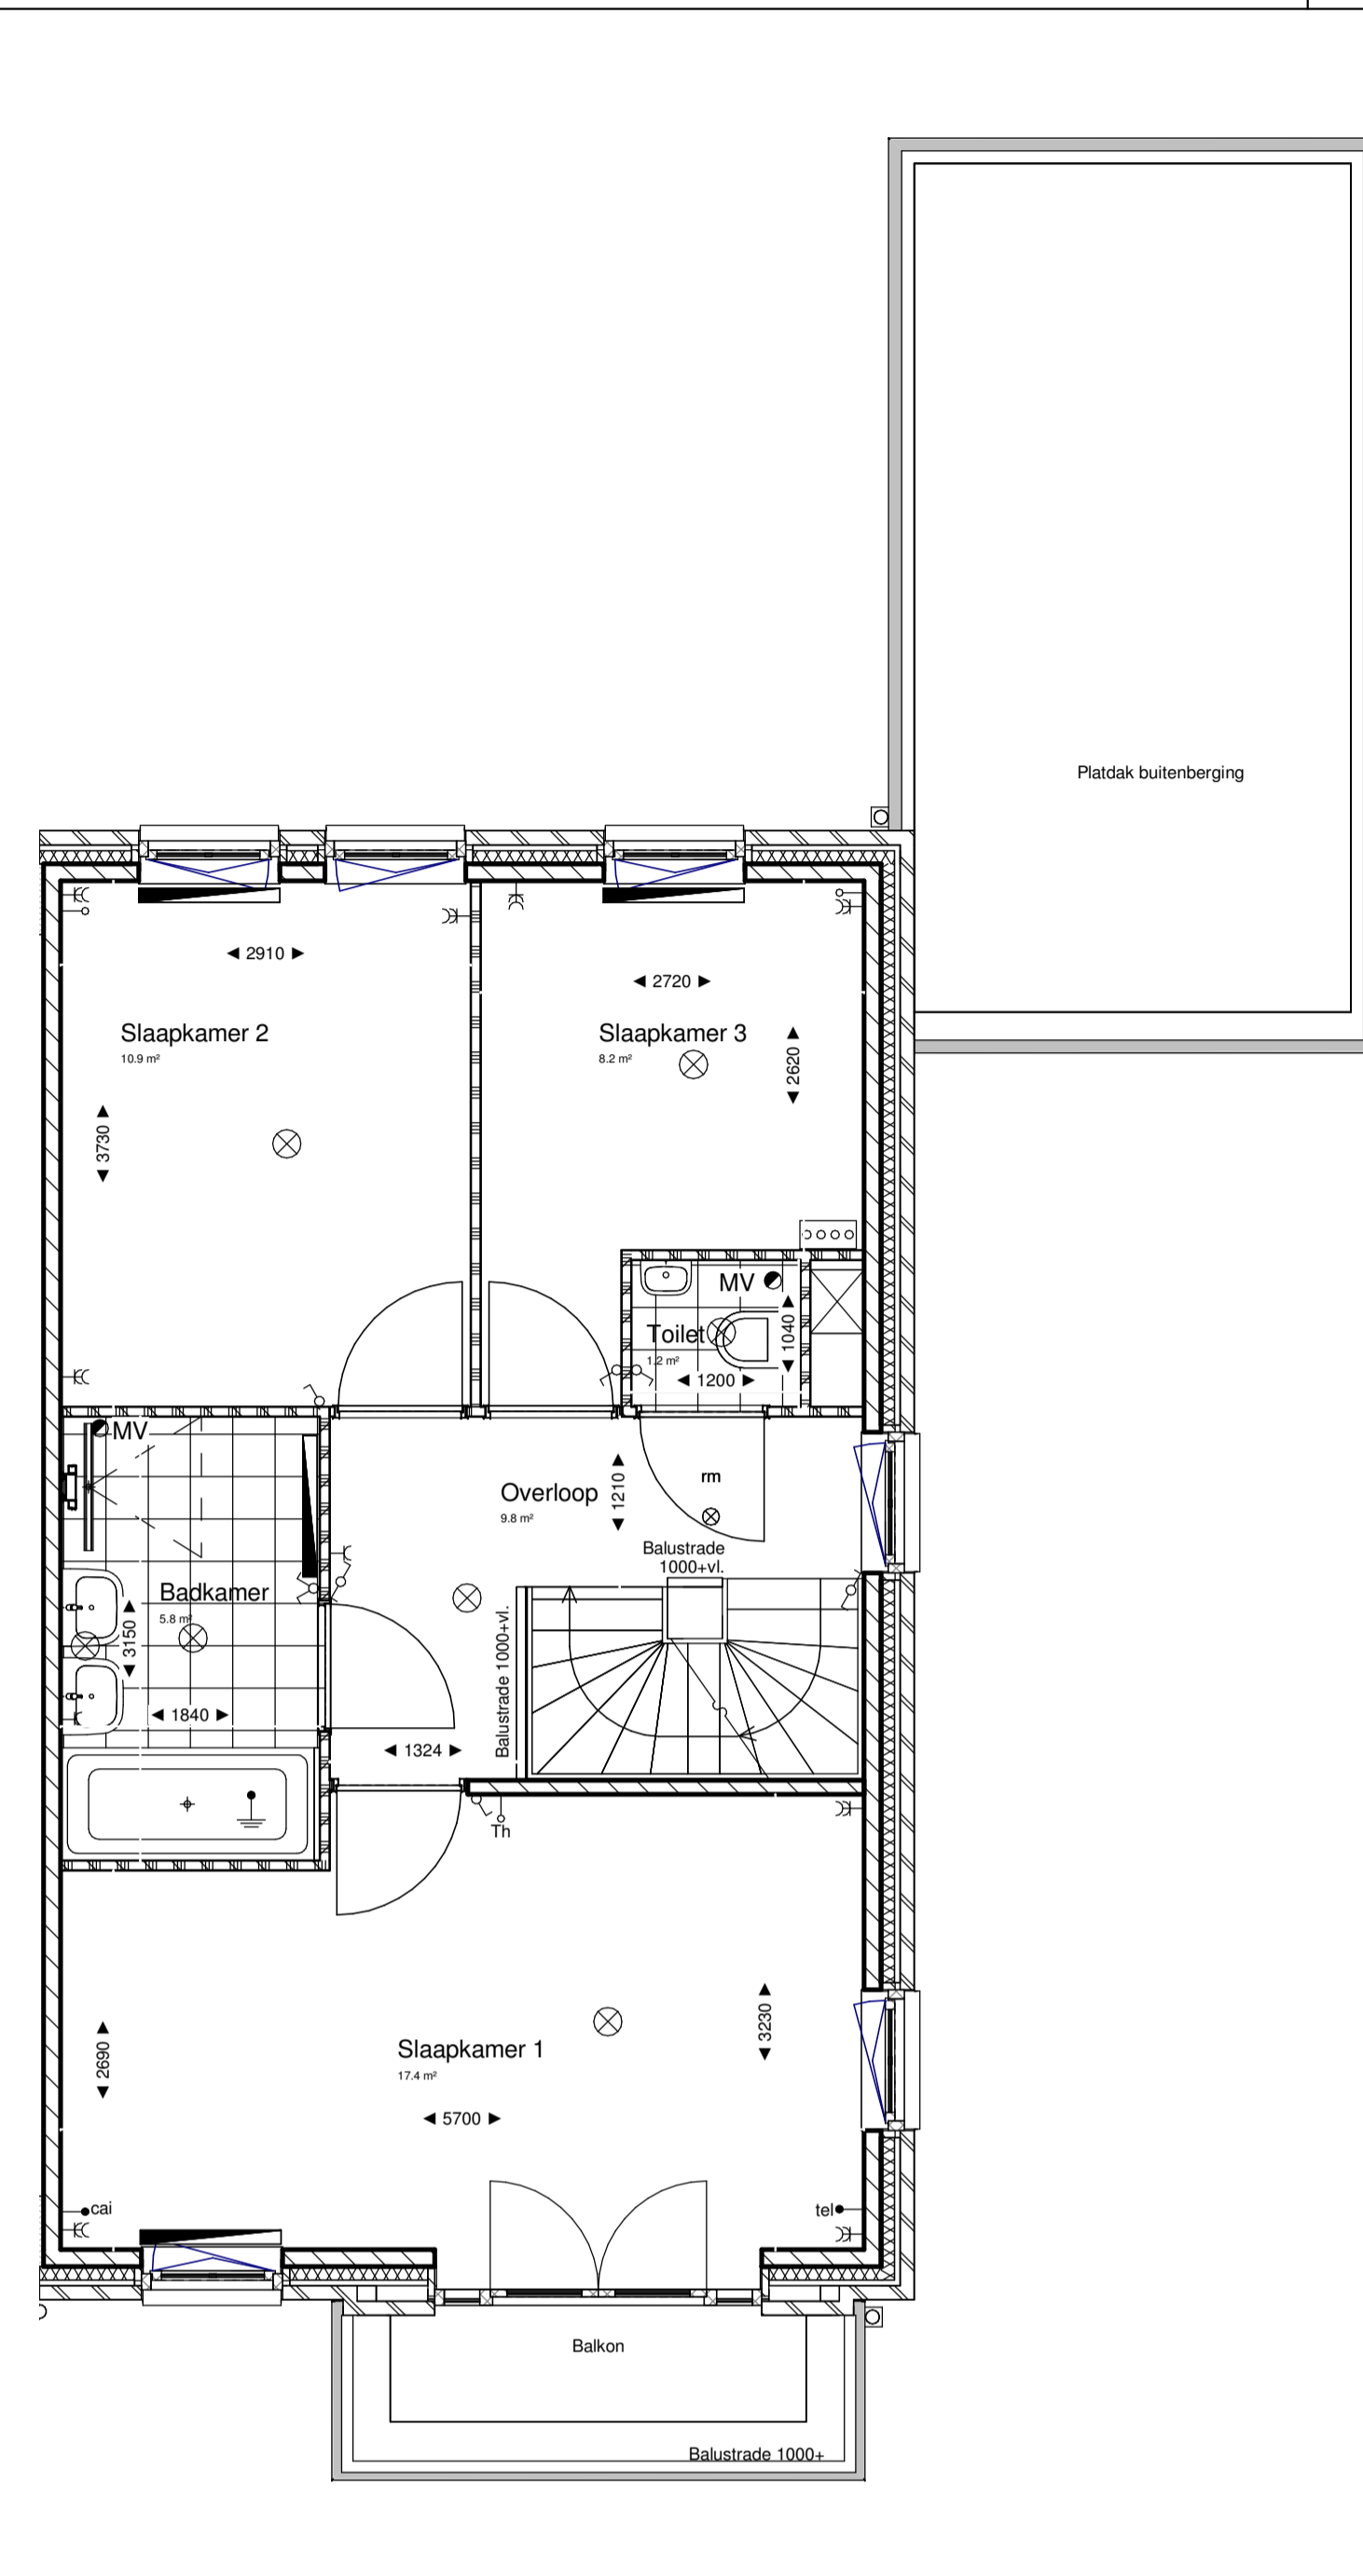 Platdak buitenberging
2910
2720
Slaapkamer 2
10.9 m²
Slaapkamer 3
8.2 m²
2620
3730
MV
Toilet
1.2 m²
1040
1200
MV
Overloop
9.8 m²
1210
rm
Balustrade
1000+vl.
Badkamer
5.8 m²
3150
1840
Balustrade 1000+vl.
1324
Th
Slaapkamer 1
17.4 m²
2690
3230
5700
cai
tel
Balkon
Balustrade 1000+